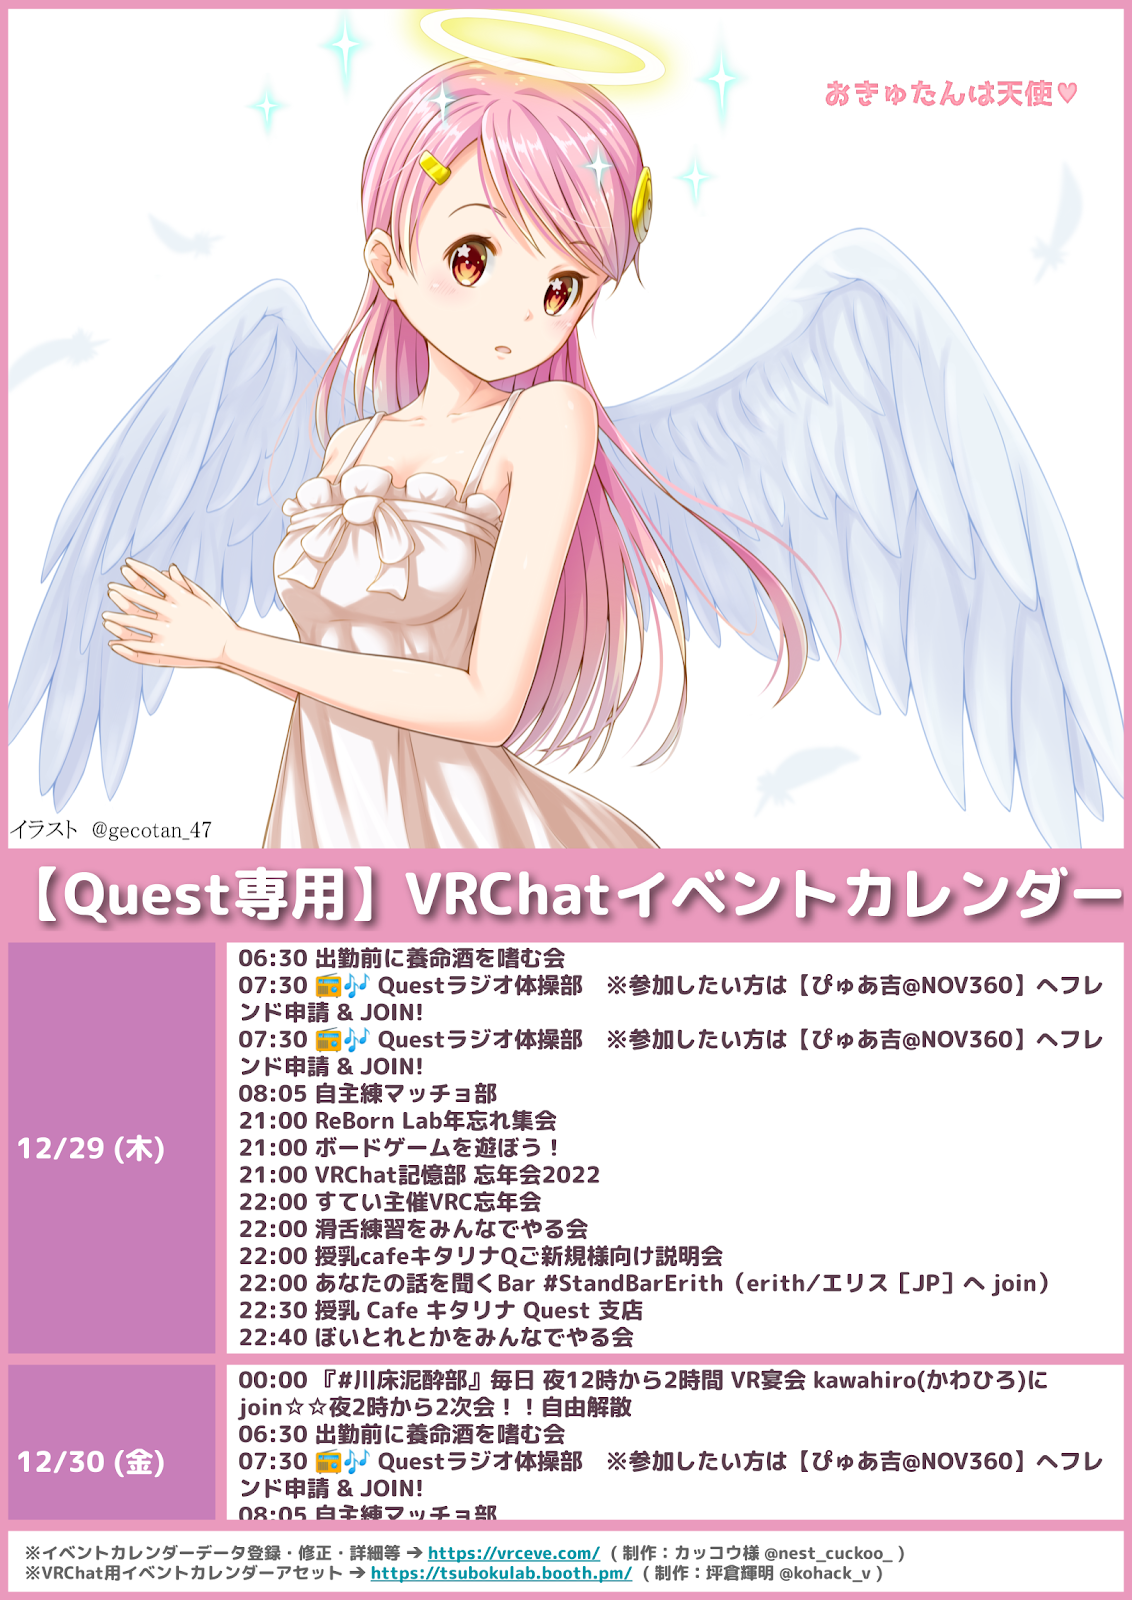 おきゅたんは天使♥
イラスト @gecotan_47
【Quest専用】VRChatイベントカレンダー
12/29 (木)
06:30 出勤前に養命酒を嗜む会
07:30 📻🎶 Questラジオ体操部　※参加したい方は【ぴゅあ吉@NOV360】へフレ
ンド申請 & JOIN!
07:30 📻🎶 Questラジオ体操部　※参加したい方は【ぴゅあ吉@NOV360】へフレ
ンド申請 & JOIN!
08:05 自主練マッチョ部
21:00 ReBorn Lab年忘れ集会
21:00 ボードゲームを遊ぼう！
21:00 VRChat記憶部 忘年会2022
22:00 すてい主催VRC忘年会
22:00 滑舌練習をみんなでやる会
22:00 授乳cafeキタリナQご新規様向け説明会
22:00 あなたの話を聞くBar #StandBarErith（erith/エリス［JP］へ join）
22:30 授乳 Cafe キタリナ Quest 支店
22:40 ぼいとれとかをみんなでやる会
12/30 (金)
00:00 『#川床泥酔部』毎日 夜12時から2時間 VR宴会 kawahiro(かわひろ)に
join☆☆夜2時から2次会！！自由解散
06:30 出勤前に養命酒を嗜む会
07:30 📻🎶 Questラジオ体操部　※参加したい方は【ぴゅあ吉@NOV360】へフレ
ンド申請 & JOIN!
08:05 自主練マッチョ部
※イベントカレンダーデータ登録・修正・詳細等 ➔ https://vrceve.com/ ( 制作：カッコウ様 @nest_cuckoo_ )
※VRChat用イベントカレンダーアセット ➔ https://tsubokulab.booth.pm/ ( 制作：坪倉輝明 @kohack_v )